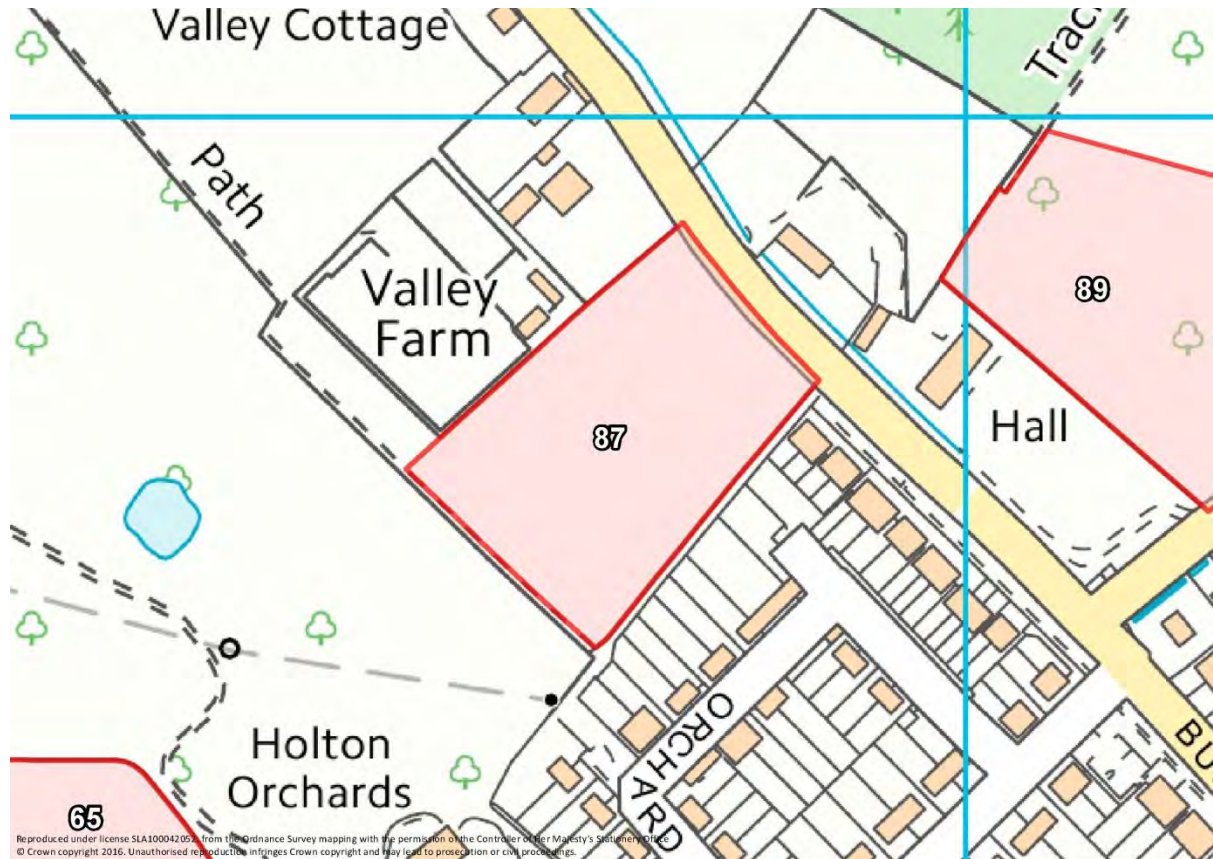 Valley Cottage
Track
Path
89
Valley
Farm
87
Hall
Holton
Orchards
ORCHARD
BU
65
Reproduced under license SLA100042052 from the Ordnance Survey mapping with the permission of the Controller of Her Majesty's Stationery Office
© Crown copyright 2016. Unauthorised reproduction infringes Crown copyright and may lead to prosecution or civil proceedings.